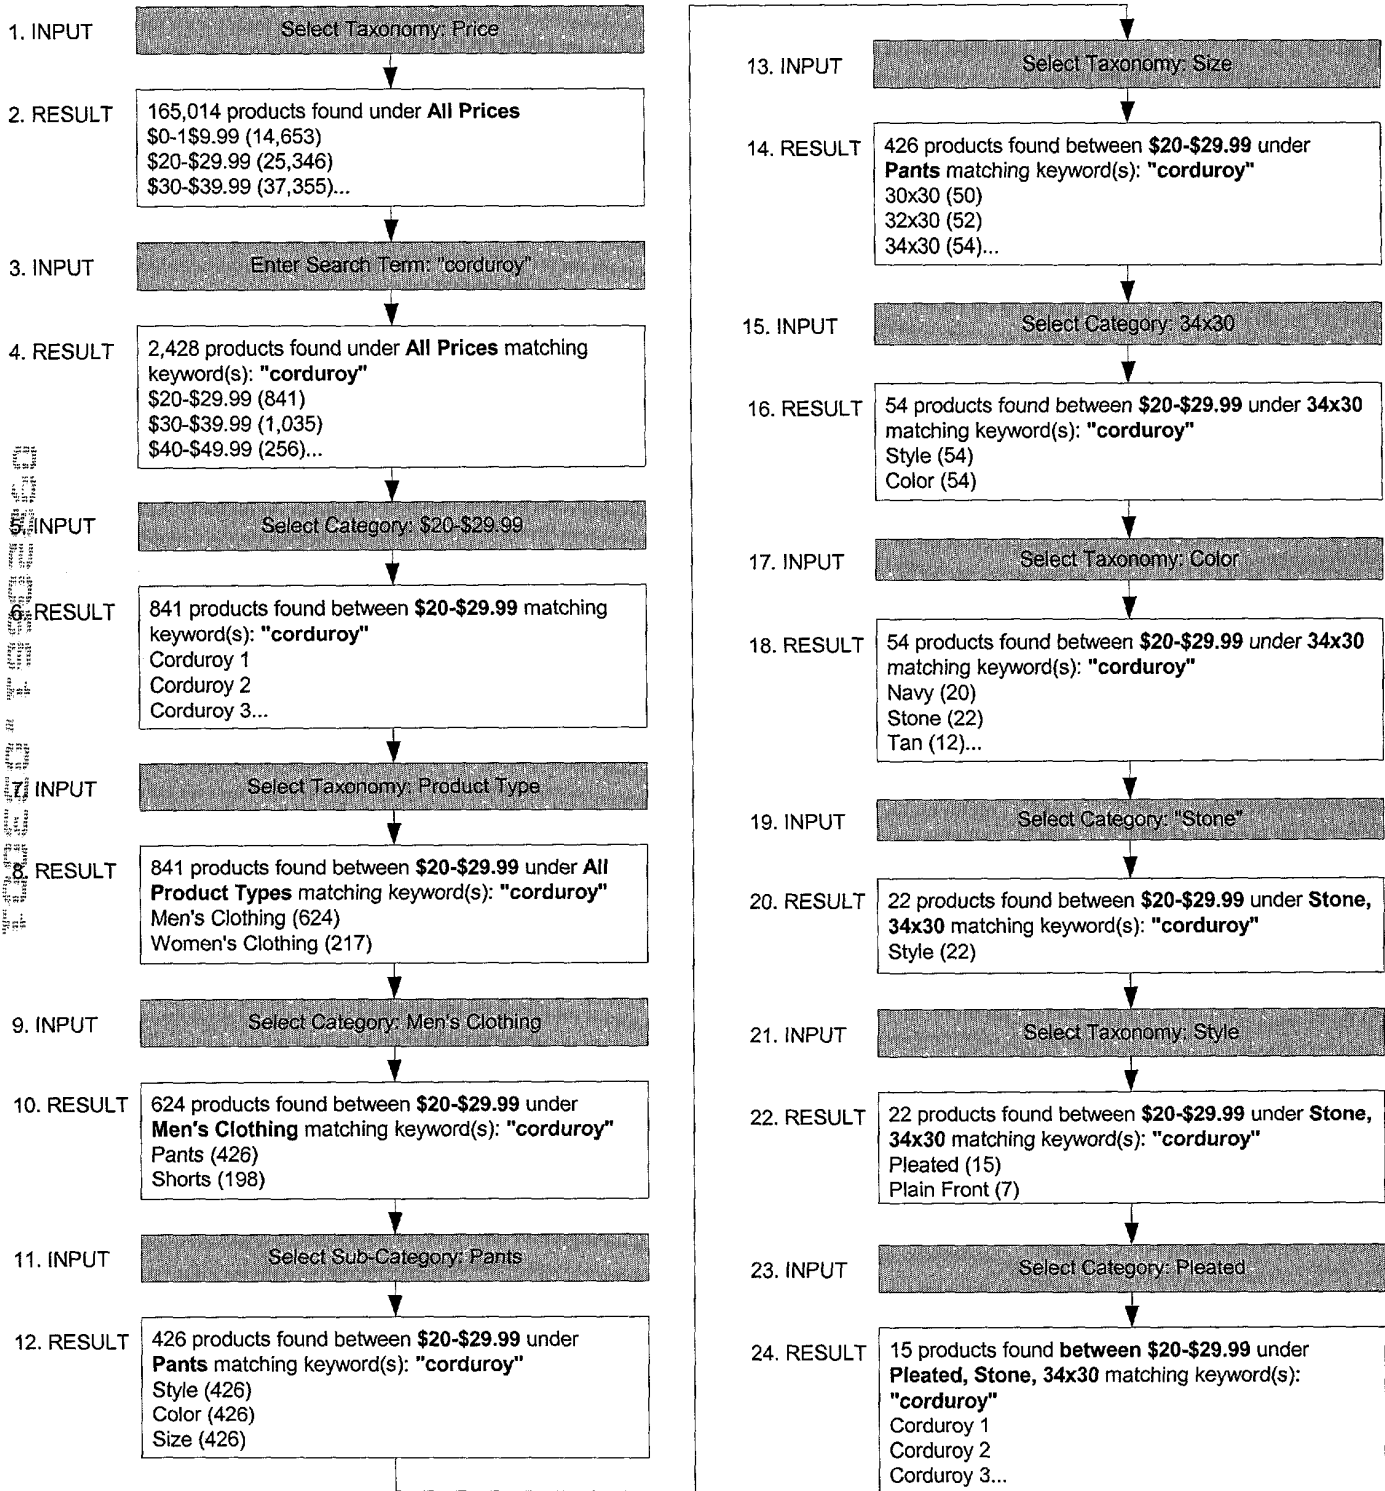 1. INPUT
Select Taxonomy: Price
2. RESULT
165,014 products found under All Prices
$0-1$9.99 (14,653)
$20-$29.99 (25,346)
$30-$39.99 (37,355)...
3. INPUT
Enter Search Term: "corduroy"
4. RESULT
2,428 products found under All Prices matching
keyword(s): "corduroy"
$20-$29.99 (841)
$30-$39.99 (1,035)
$40-$49.99 (256)...
5. INPUT
Select Category: $20-$29.99
6. RESULT
841 products found between $20-$29.99 matching
keyword(s): "corduroy"
Corduroy 1
Corduroy 2
Corduroy 3...
7. INPUT
Select Taxonomy: Product Type
8. RESULT
841 products found between $20-$29.99 under All
Product Types matching keyword(s): "corduroy"
Men's Clothing (624)
Women's Clothing (217)
9. INPUT
Select Category: Men's Clothing
10. RESULT
624 products found between $20-$29.99 under
Men's Clothing matching keyword(s): "corduroy"
Pants (426)
Shorts (198)
11. INPUT
Select Sub-Category: Pants
12. RESULT
426 products found between $20-$29.99 under
Pants matching keyword(s): "corduroy"
Style (426)
Color (426)
Size (426)
13. INPUT
Select Taxonomy: Size
14. RESULT
426 products found between $20-$29.99 under
Pants matching keyword(s): "corduroy"
30x30 (50)
32x30 (52)
34x30 (54)...
15. INPUT
Select Category: 34x30
16. RESULT
54 products found between $20-$29.99 under 34x30
matching keyword(s): "corduroy"
Style (54)
Color (54)
17. INPUT
Select Taxonomy: Color
18. RESULT
54 products found between $20-$29.99 under 34x30
matching keyword(s): "corduroy"
Navy (20)
Stone (22)
Tan (12)...
19. INPUT
Select Category: "Stone"
20. RESULT
22 products found between $20-$29.99 under Stone,
34x30 matching keyword(s): "corduroy"
Style (22)
21. INPUT
Select Taxonomy: Style
22. RESULT
22 products found between $20-$29.99 under Stone,
34x30 matching keyword(s): "corduroy"
Pleated (15)
Plain Front (7)
23. INPUT
Select Category: Pleated
24. RESULT
15 products found between $20-$29.99 under
Pleated, Stone, 34x30 matching keyword(s):
"corduroy"
Corduroy 1
Corduroy 2
Corduroy 3...